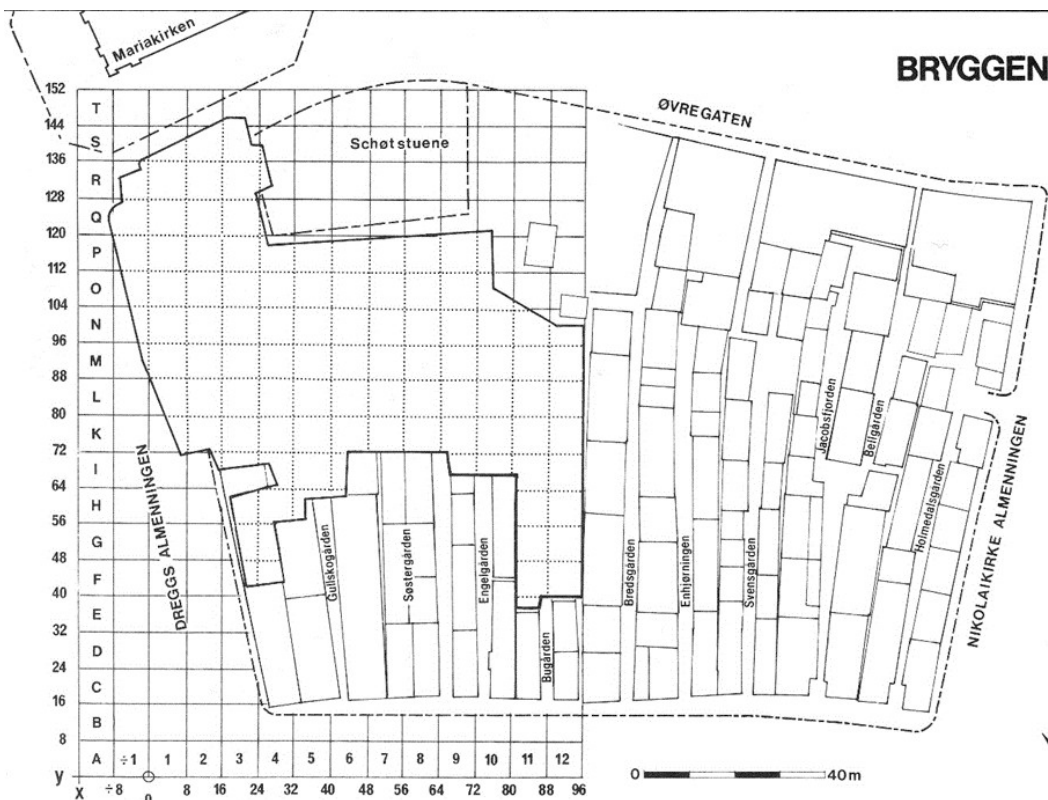 BRYGGEN
Mariakirken
ØVREGATEN
Schøtstuene
152
T
144
S
136
R
128
Q
120
P
112
O
104
N
96
M
88
L
80
K
72
I
64
H
56
G
48
F
40
E
32
D
24
C
16
B
8
A ÷1 1 2 3 4 5 6 7 8 9 10 11 12
y
X ÷8 0 8 16 24 32 40 48 56 64 72 80 88 96
DREGGS ALMENNINGEN
Gullskogården
Søstergården
Engelgården
Bugården
Bredsgården
Enhjørningen
Svensgården
Jacobsfjorden
Bellgården
Holmedalsgården
NIKOLAIKIRKE ALMENNINGEN
0 40m